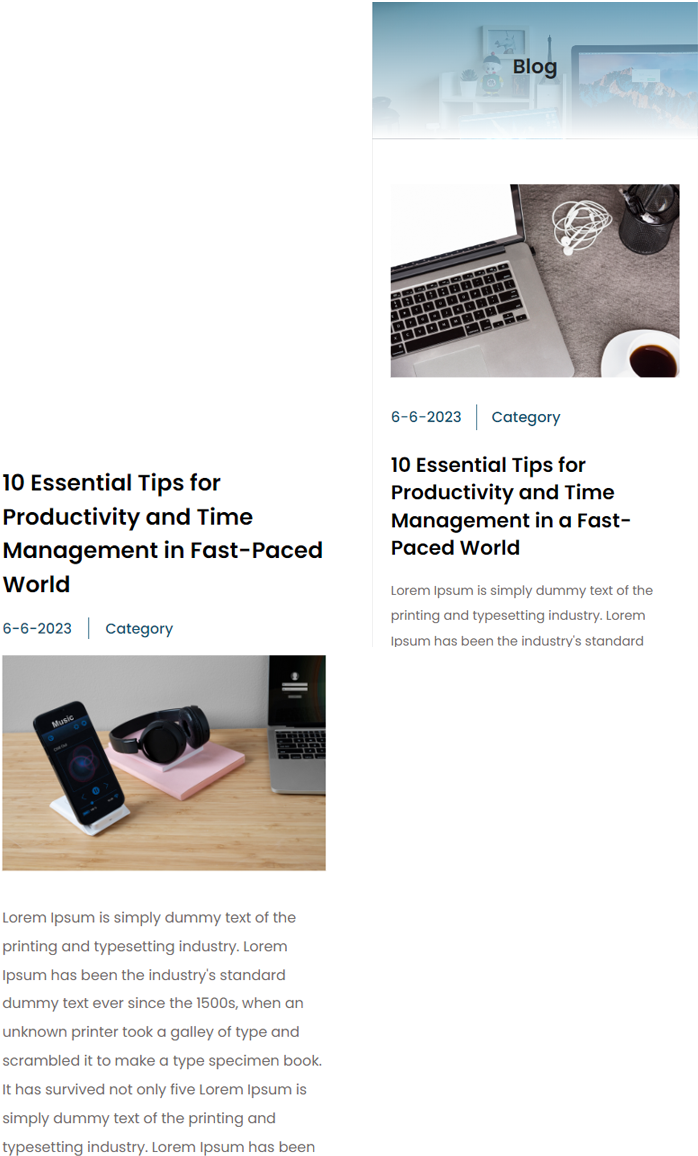 Blog
6-6-2023 Category
10 Essential Tips for
Productivity and Time
Management in a Fast-
Paced World
Lorem Ipsum is simply dummy text of the
printing and typesetting industry. Lorem
Ipsum has been the industry's standard
10 Essential Tips for
Productivity and Time
Management in Fast-Paced
World
6-6-2023 Category
Music
Lorem Ipsum is simply dummy text of the
printing and typesetting industry. Lorem
Ipsum has been the industry's standard
dummy text ever since the 1500s, when an
unknown printer took a galley of type and
scrambled it to make a type specimen book.
It has survived not only five Lorem Ipsum is
simply dummy text of the printing and
typesetting industry. Lorem Ipsum has been